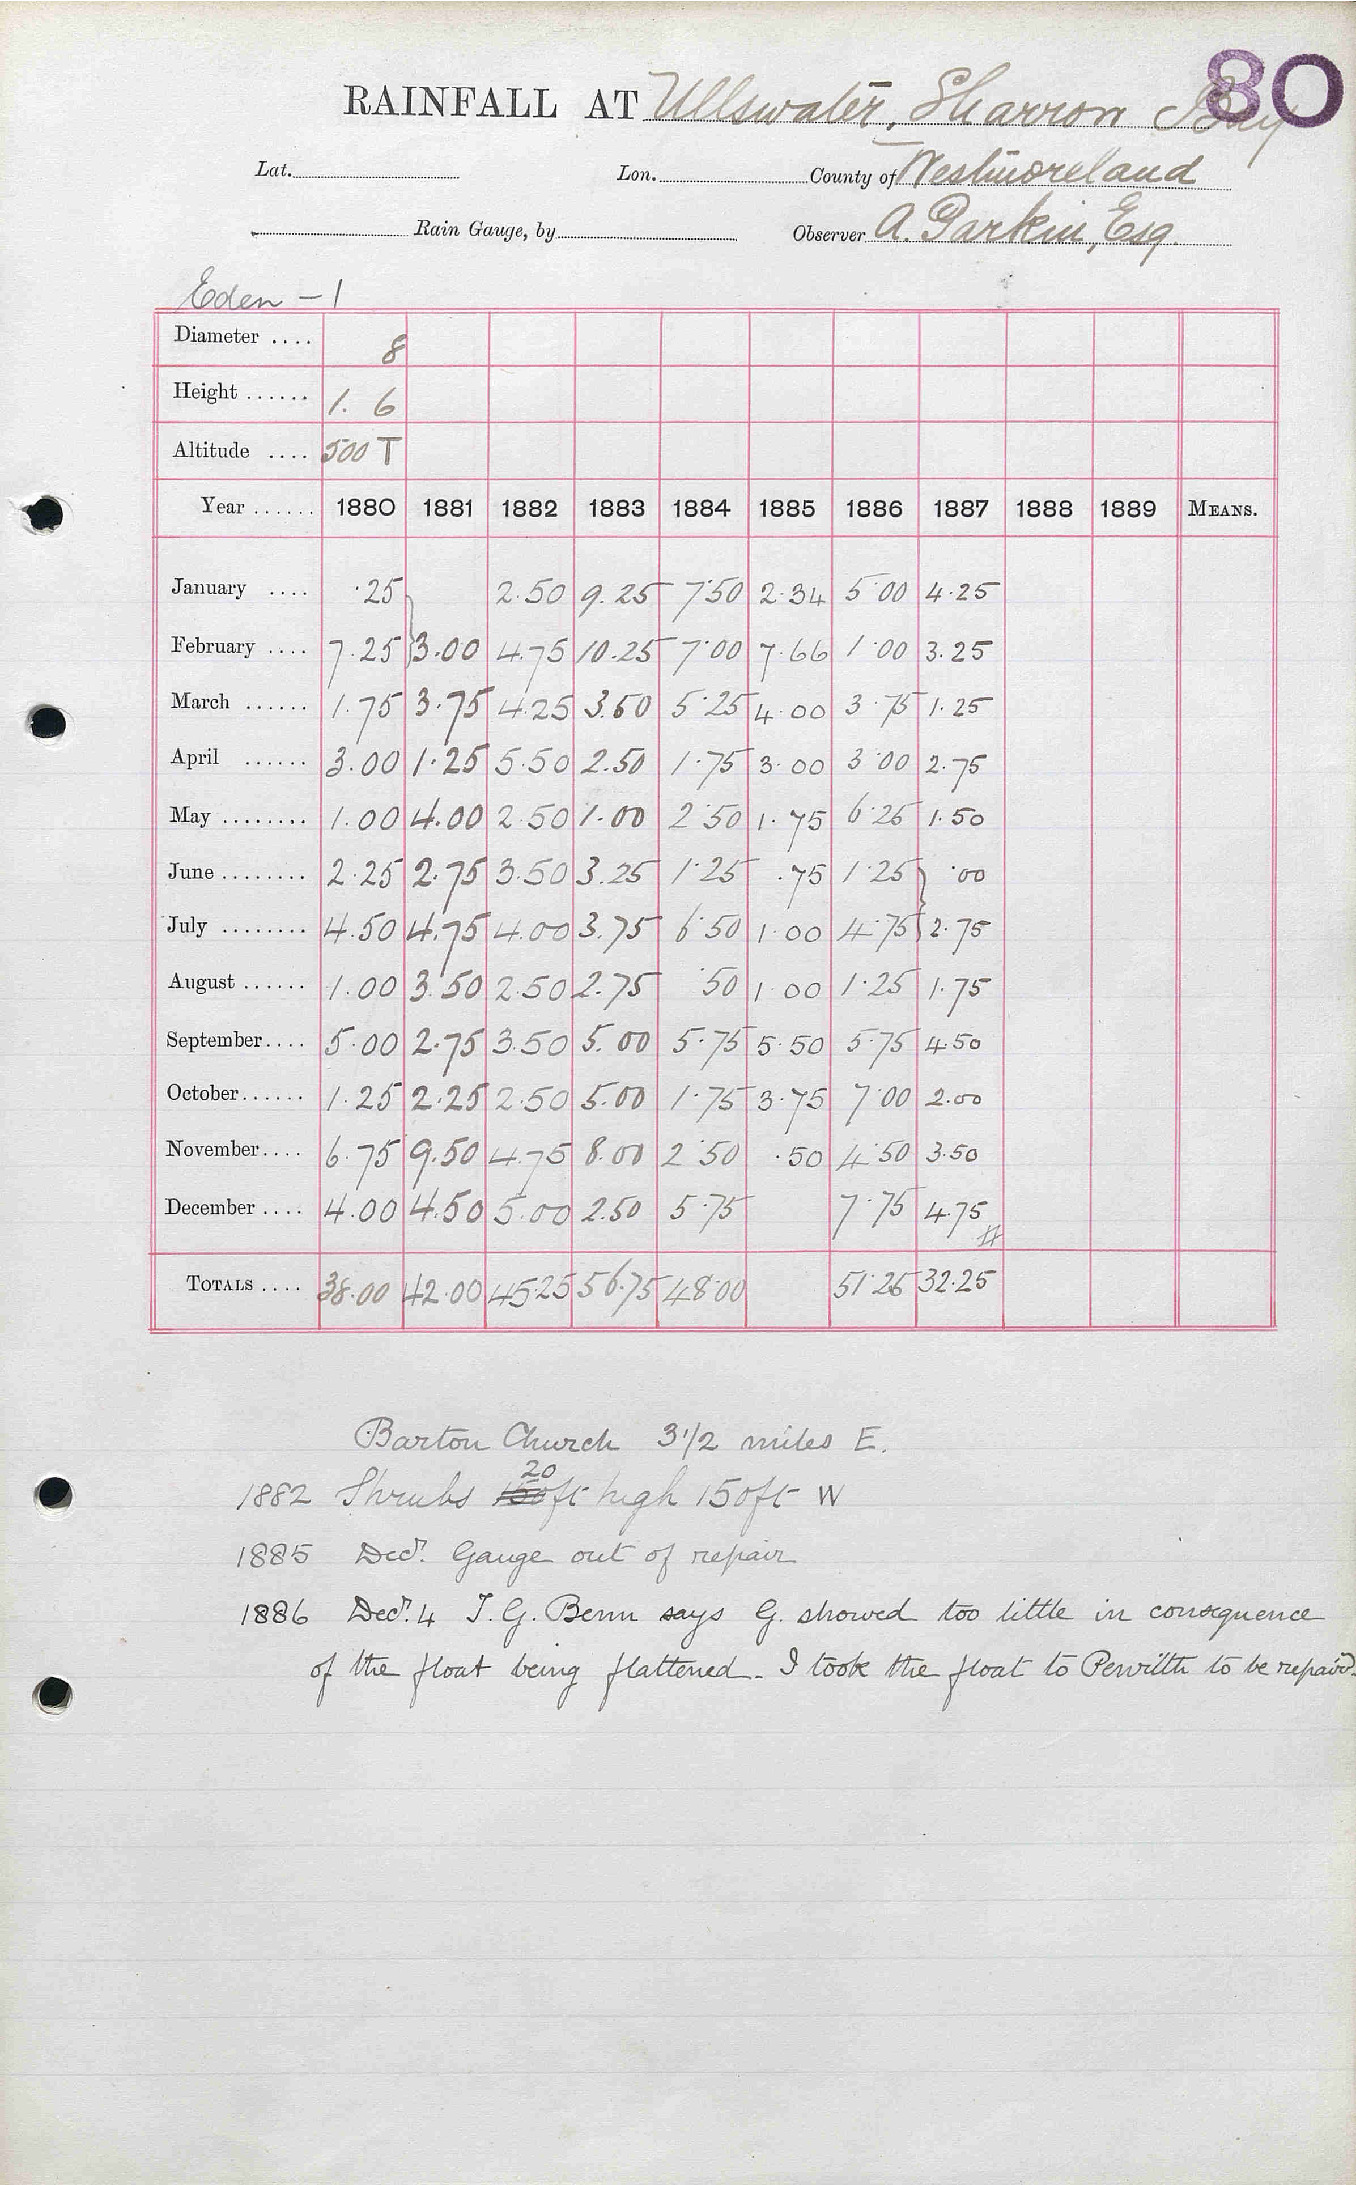 80
RAINFALL AT Ullswater, Sharron Bay
Lat. Lon. County of Westmoreland
Rain Gauge, by Observer A. Parkin, Esq.
Eden - 1
Diameter .... 8
Height ...... 1. 6
Altitude .... 500 T
Year ...... 1880 1881 1882 1883 1884 1885 1886 1887 1888 1889 MEANS.
January .... .25 2.50 9.25 7.50 2.34 5.00 4.25
February .... 7.25 3.00 4.75 10.25 7.00 7.66 1.00 3.25
March ...... 1.75 3.75 4.25 3.50 5.25 4.00 3.75 1.25
April ...... 3.00 1.25 5.50 2.50 1.75 3.00 3.00 2.75
May ........ 1.00 4.00 2.50 1.00 2.50 1.75 6.25 1.50
June ........ 2.25 2.75 3.50 3.25 1.25 .75 1.25 .00
July ........ 4.50 4.75 4.00 3.75 6.50 1.00 4.75 2.75
August ...... 1.00 3.50 2.50 2.75 .50 1.00 1.25 1.75
September .... 5.00 2.75 3.50 5.00 5.75 5.50 5.75 4.50
October ...... 1.25 2.25 2.50 5.00 1.75 3.75 7.00 2.00
November .... 6.75 9.50 4.75 8.00 2.50 .50 4.50 3.50
December .... 4.00 4.50 5.00 2.50 5.75 7.75 4.75
TOTALS .... 38.00 42.00 45.25 56.75 48.00 51.25 32.25
Barton Church 3 1/2 miles E.
1882 Shrubs 20 ft high 150ft W
1885 Decr. Gauge out of repair
1886 Decr. 4 T. G. Benn says G. showed too little in consequence
of the float being flattened. I took the float to Penrith to be repaired.